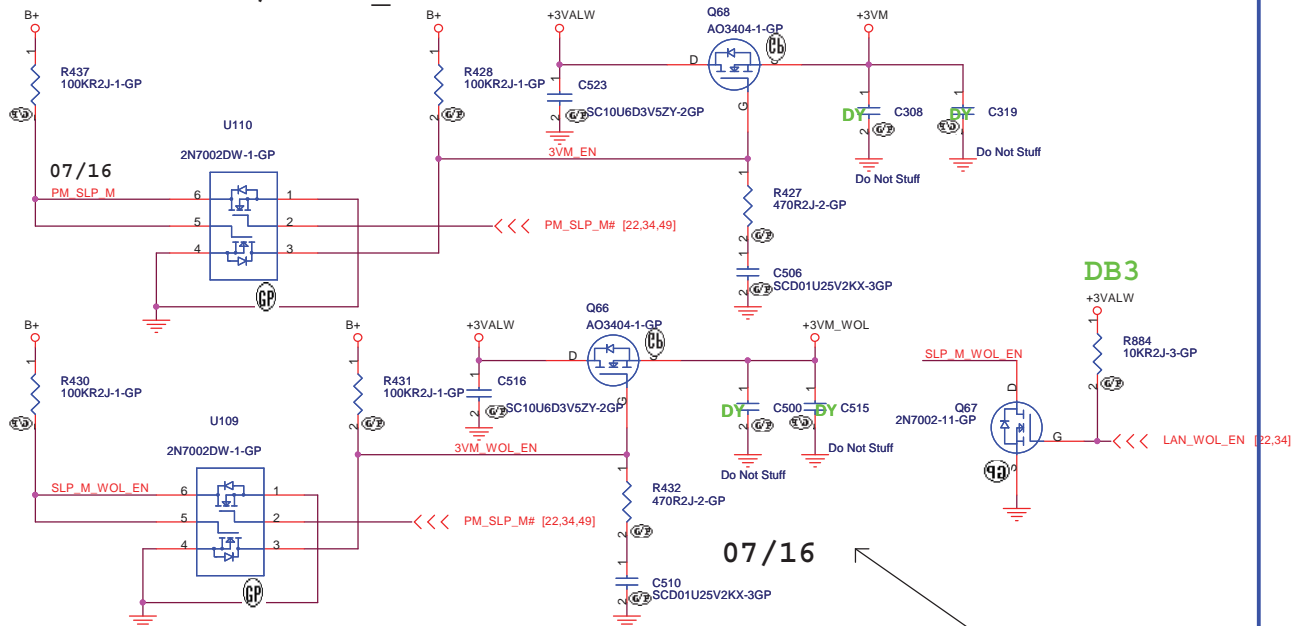 B+
B+
+3VALW
Q68
AO3404-1-GP
+3VM
R437
100KR2J-1-GP
R428
100KR2J-1-GP
C523
SC10U6D3V5ZY-2GP
D
G
1
2
G/P
DY
C308
Do Not Stuff
DY
C319
Do Not Stuff
U110
2N7002DW-1-GP
07/16
PM_SLP_M
3VM_EN
6
5
4
1
2
3
PM_SLP_M# [22,34,49]
GP
R427
470R2J-2-GP
C506
SCD01U25V2KX-3GP
DB3
+3VALW
R884
10KR2J-3-GP
B+
B+
+3VALW
Q66
AO3404-1-GP
+3VM_WOL
R430
100KR2J-1-GP
R431
100KR2J-1-GP
C516
SC10U6D3V5ZY-2GP
D
G
DY
C500
Do Not Stuff
DY
C515
Do Not Stuff
SLP_M_WOL_EN
D
Q67
2N7002-11-GP
G
S
LAN_WOL_EN [22,34]
U109
2N7002DW-1-GP
3VM_WOL_EN
SLP_M_WOL_EN
6
5
4
1
2
3
PM_SLP_M# [22,34,49]
GP
R432
470R2J-2-GP
07/16
C510
SCD01U25V2KX-3GP